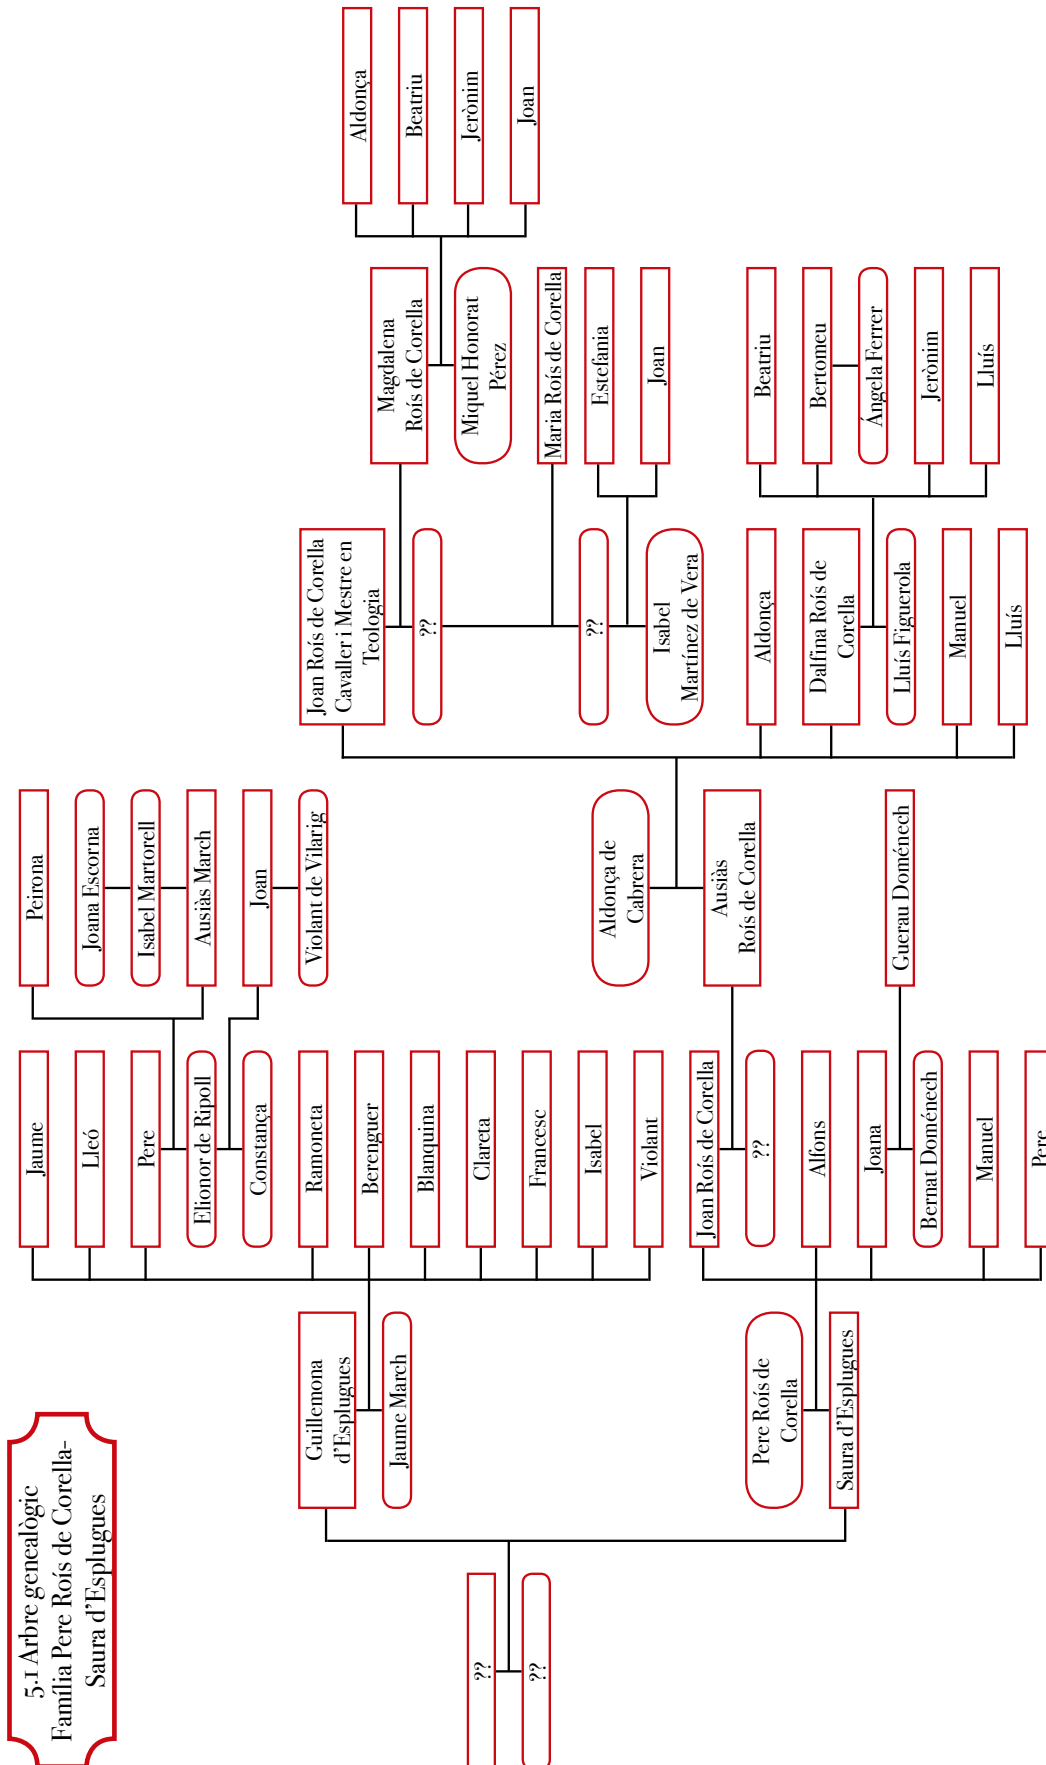 5.1 Arbre genealògic
Família Pere Roís de Corella-
Saura d’Esplugues
??
??
Guillemona
d’Esplugues
Jaume March
Pere Roís de
Corella
Saura d’Esplugues
Jaume
Lleó
Pere
Elionor de Ripoll
Constança
Ramoneta
Berenguer
Blanquina
Clareta
Francesc
Isabel
Violant
Joan Roís de Corella
??
Alfons
Joana
Bernat Doménech
Manuel
Pere
Peirona
Joana Escorna
Isabel Martorell
Ausiàs March
Joan
Violant de Vilarig
Aldonça de
Cabrera
Ausiàs
Roís de Corella
Guerau Doménech
Joan Roís de Corella
Cavaller i Mestre en
Teologia
??
??
Isabel
Martínez de Vera
Aldonça
Dalfina Roís de
Corella
Lluís Figuerola
Manuel
Lluís
Magdalena
Roís de Corella
Miquel Honorat
Pérez
Maria Roís de Corella
Estefania
Joan
Beatriu
Bertomeu
Ángela Ferrer
Jerònim
Lluís
Aldonça
Beatriu
Jerònim
Joan